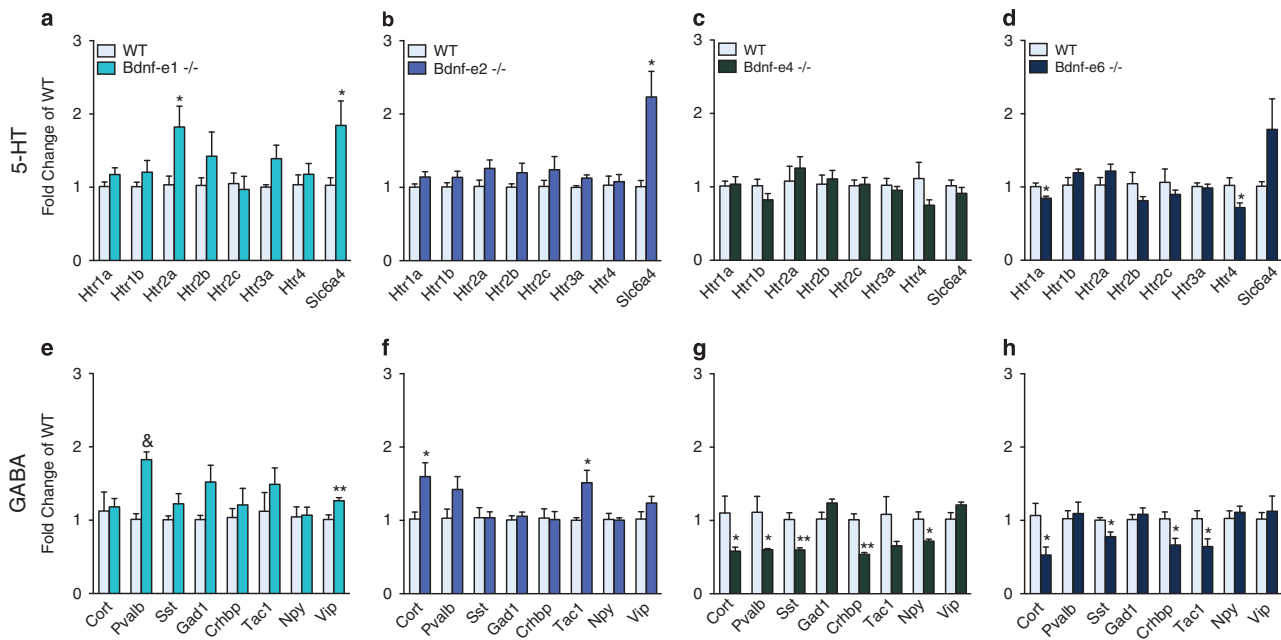 a
b
c
d
5-HT
Fold Change of WT
3
2
1
0
WT
Bdnf-e1 -/-
*
*
Htr1a
Htr1b
Htr2a
Htr2b
Htr2c
Htr3a
Htr4
Slc6a4
3
2
1
0
WT
Bdnf-e2 -/-
*
Htr1a
Htr1b
Htr2a
Htr2b
Htr2c
Htr3a
Htr4
Slc6a4
3
2
1
0
WT
Bdnf-e4 -/-
Htr1a
Htr1b
Htr2a
Htr2b
Htr2c
Htr3a
Htr4
Slc6a4
3
2
1
0
WT
Bdnf-e6 -/-
*
*
Htr1a
Htr1b
Htr2a
Htr2b
Htr2c
Htr3a
Htr4
Slc6a4
e
f
g
h
GABA
Fold Change of WT
3
2
1
0
&
**
Cort
Pvalb
Sst
Gad1
Crhbp
Tac1
Npy
Vip
3
2
1
0
*
*
Cort
Pvalb
Sst
Gad1
Crhbp
Tac1
Npy
Vip
3
2
1
0
*
*
**
**
*
Cort
Pvalb
Sst
Gad1
Crhbp
Tac1
Npy
Vip
3
2
1
0
*
*
*
*
Cort
Pvalb
Sst
Gad1
Crhbp
Tac1
Npy
Vip